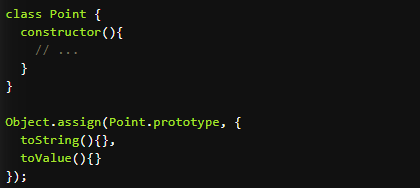 class Point {
  constructor(){
    // ...
  }
}

Object.assign(Point.prototype, {
  toString(){},
  toValue(){}
});